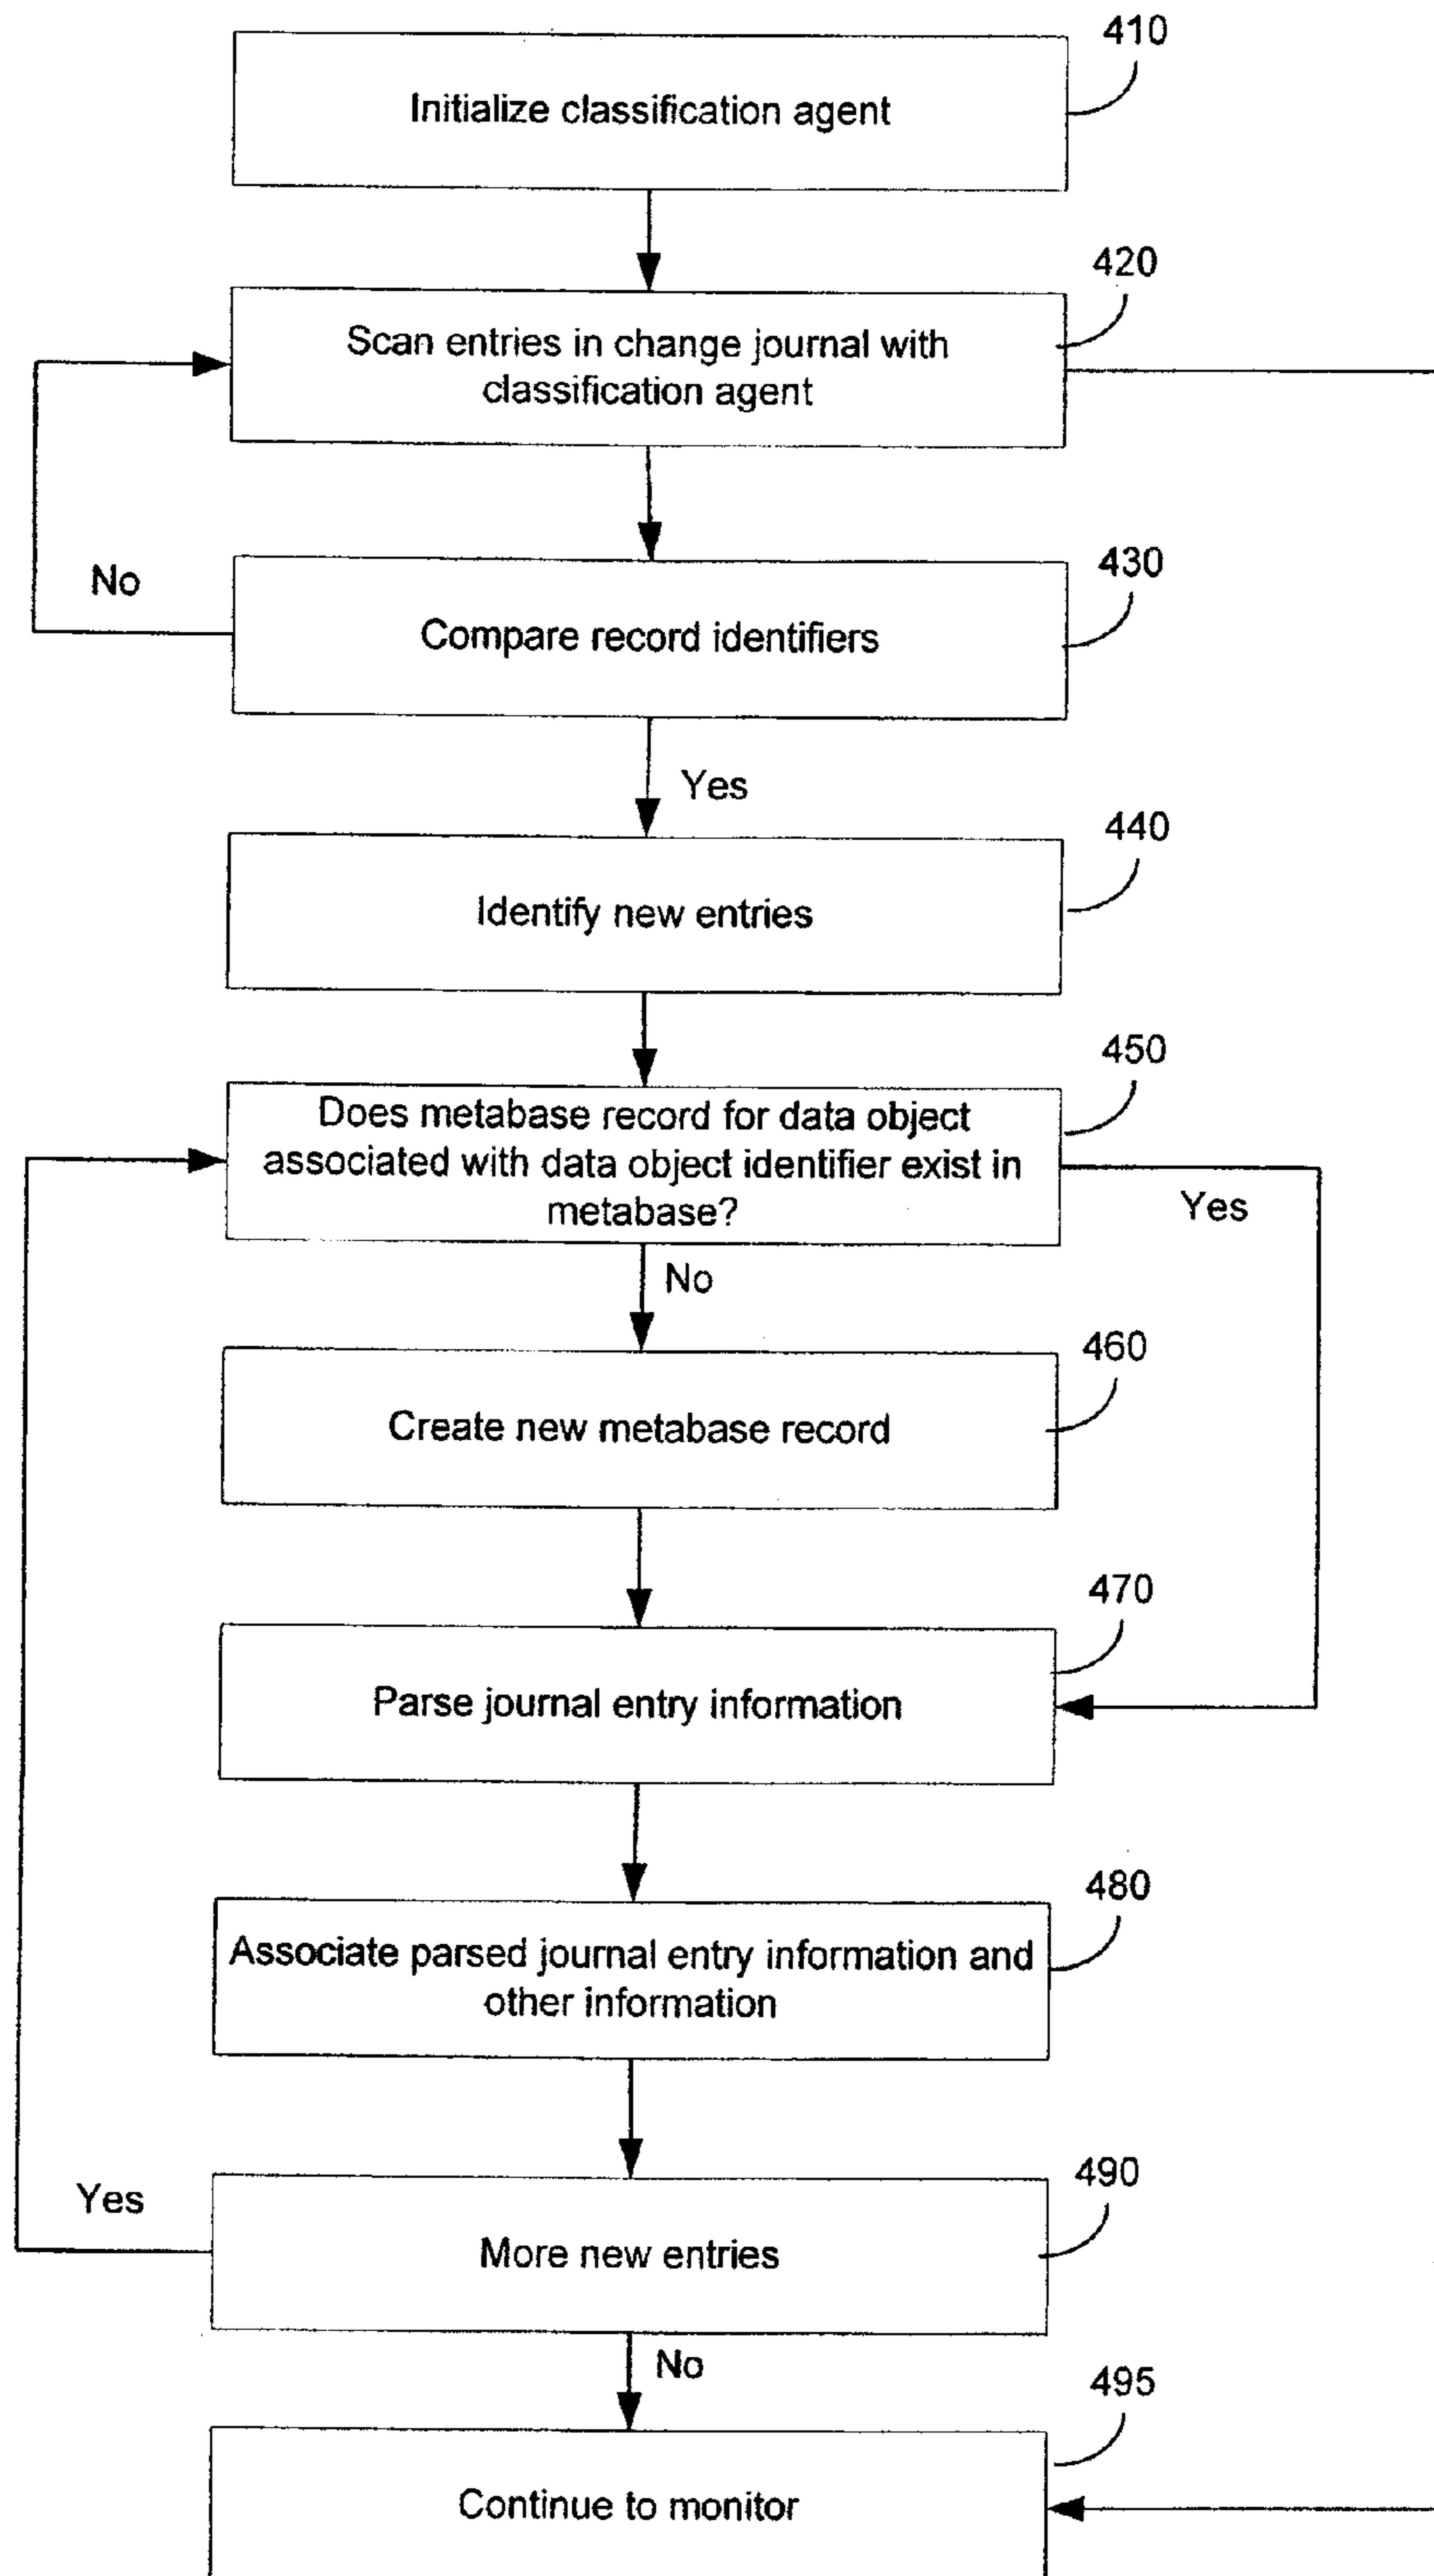 410
Initialize classification agent
420
Scan entries in change journal with
classification agent
430
No
Compare record identifiers
Yes
440
Identify new entries
450
Does metabase record for data object
associated with data object identifier exist in
metabase?
Yes
No
460
Create new metabase record
470
Parse journal entry information
480
Associate parsed journal entry information and
other information
490
Yes
More new entries
No
495
Continue to monitor